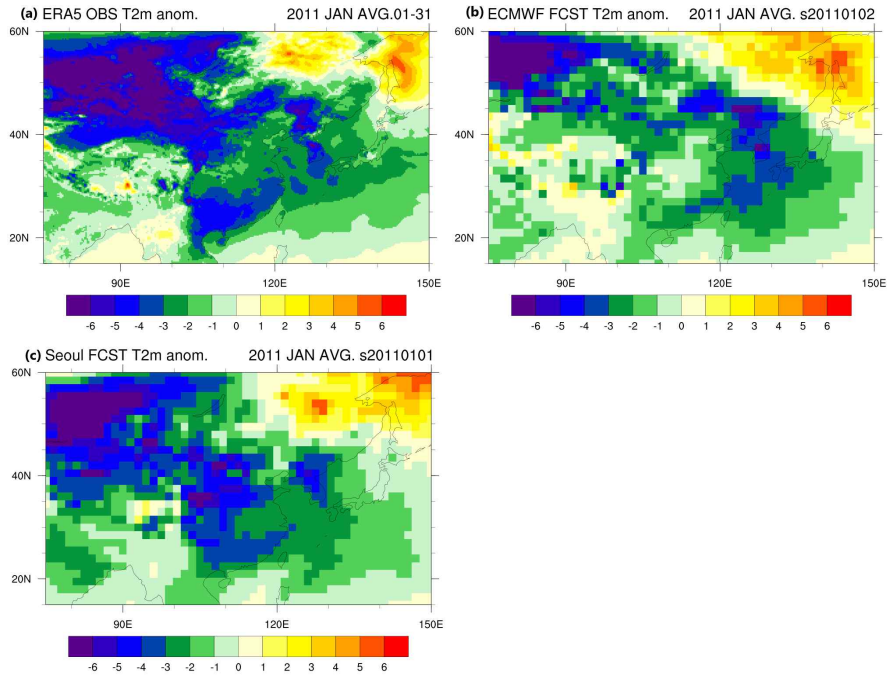 (a) ERA5 OBS T2m anom. 2011 JAN AVG.01-31
60N
40N
20N
90E 120E 150E
-6 -5 -4 -3 -2 -1 0 1 2 3 4 5 6
(b) ECMWF FCST T2m anom. 2011 JAN AVG. s20110102
60N
40N
20N
90E 120E 150E
-6 -5 -4 -3 -2 -1 0 1 2 3 4 5 6
(c) Seoul FCST T2m anom. 2011 JAN AVG. s20110101
60N
40N
20N
90E 120E 150E
-6 -5 -4 -3 -2 -1 0 1 2 3 4 5 6